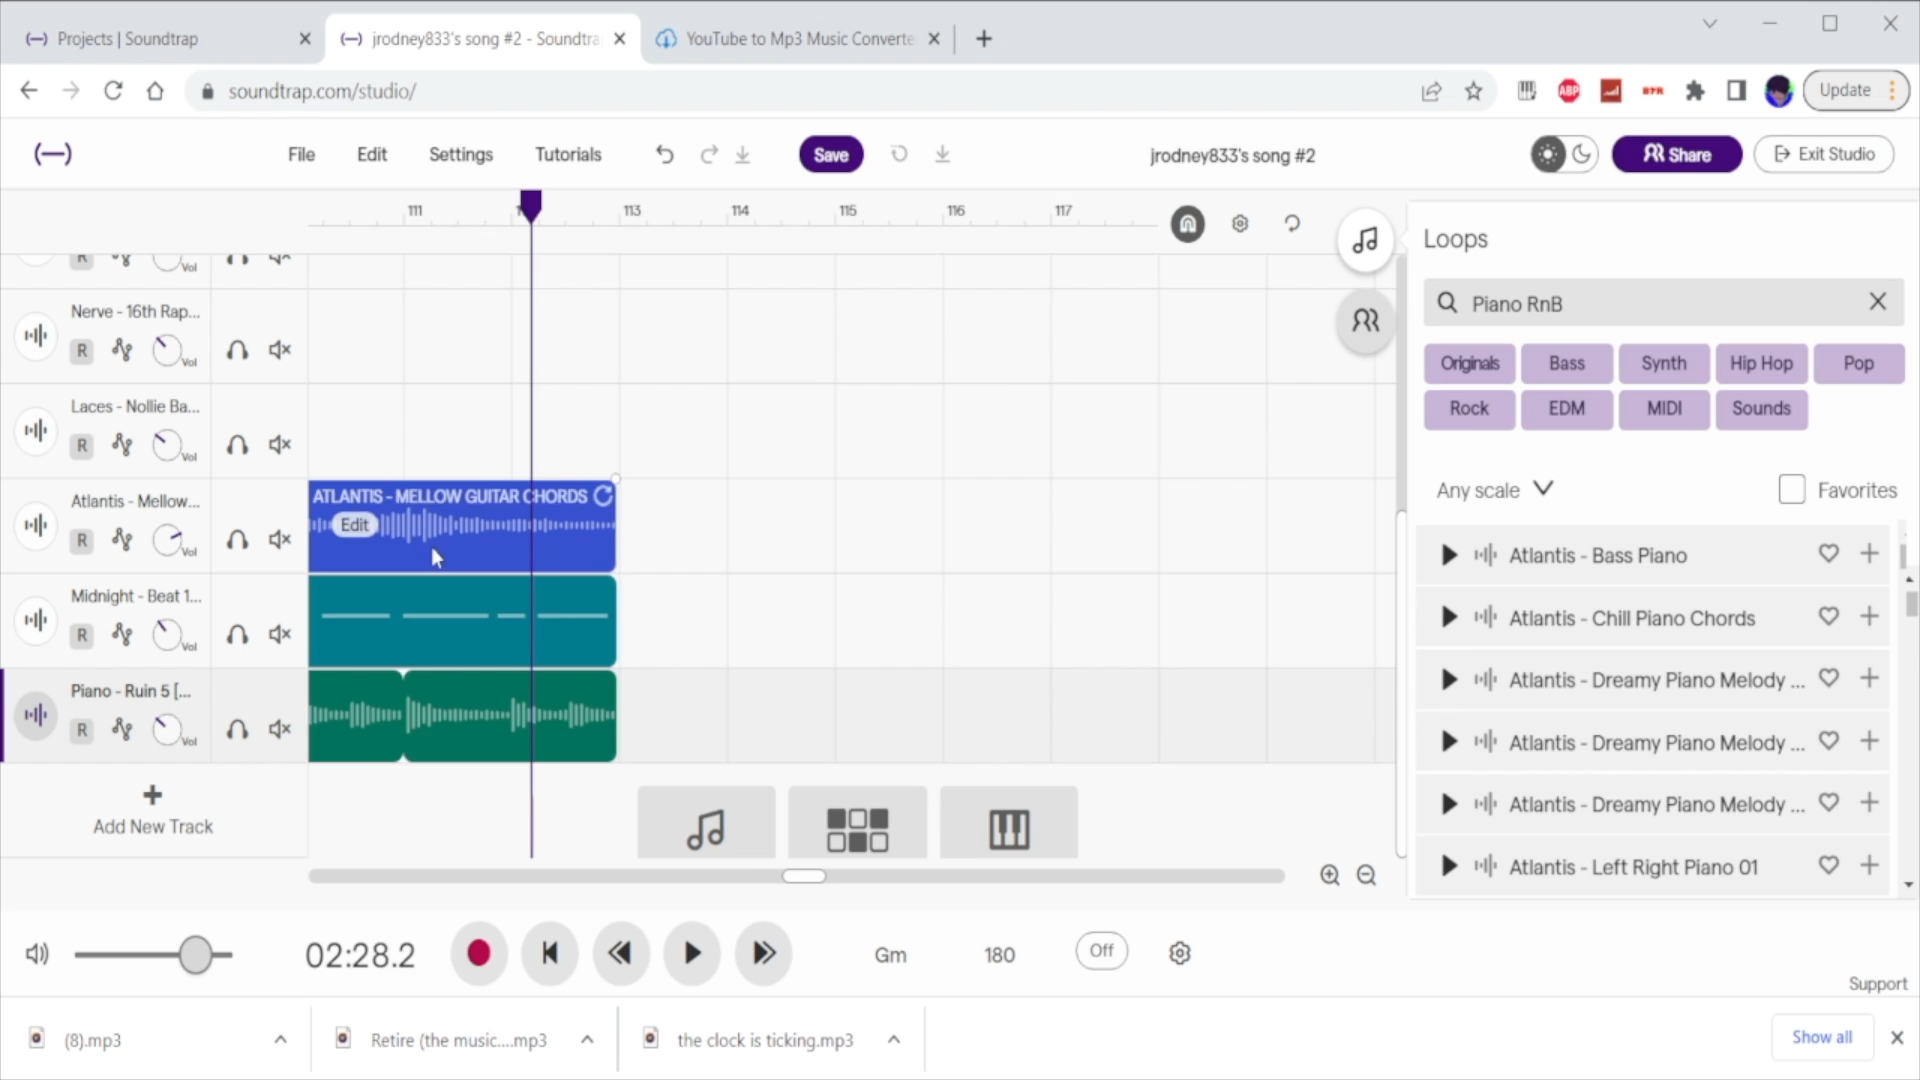 Projects | Soundtrap
jrodney833's song #2 - Soundtra
YouTube to Mp3 Music Converte
soundtrap.com/studio/
ABP
Update
File
Edit
Settings
Tutorials
Save
jrodney833's song #2
Share
Exit Studio
111
113
114
115
116
117
Loops
Piano RnB
Originals
Bass
Synth
Hip Hop
Pop
Rock
EDM
MIDI
Sounds
Any scale
Favorites
R
Vol
Nerve - 16th Rap...
R
Vol
Laces - Nollie Ba...
R
Vol
Atlantis - Mellow...
R
Vol
ATLANTIS - MELLOW GUITAR CHORDS
Edit
Midnight - Beat 1...
R
Vol
Piano - Ruin 5 [...
R
Vol
Add New Track
Atlantis - Bass Piano
Atlantis - Chill Piano Chords
Atlantis - Dreamy Piano Melody ...
Atlantis - Dreamy Piano Melody ...
Atlantis - Dreamy Piano Melody ...
Atlantis - Left Right Piano 01
02:28.2
Gm
180
Off
Support
(8).mp3
Retire (the music....mp3
the clock is ticking.mp3
Show all